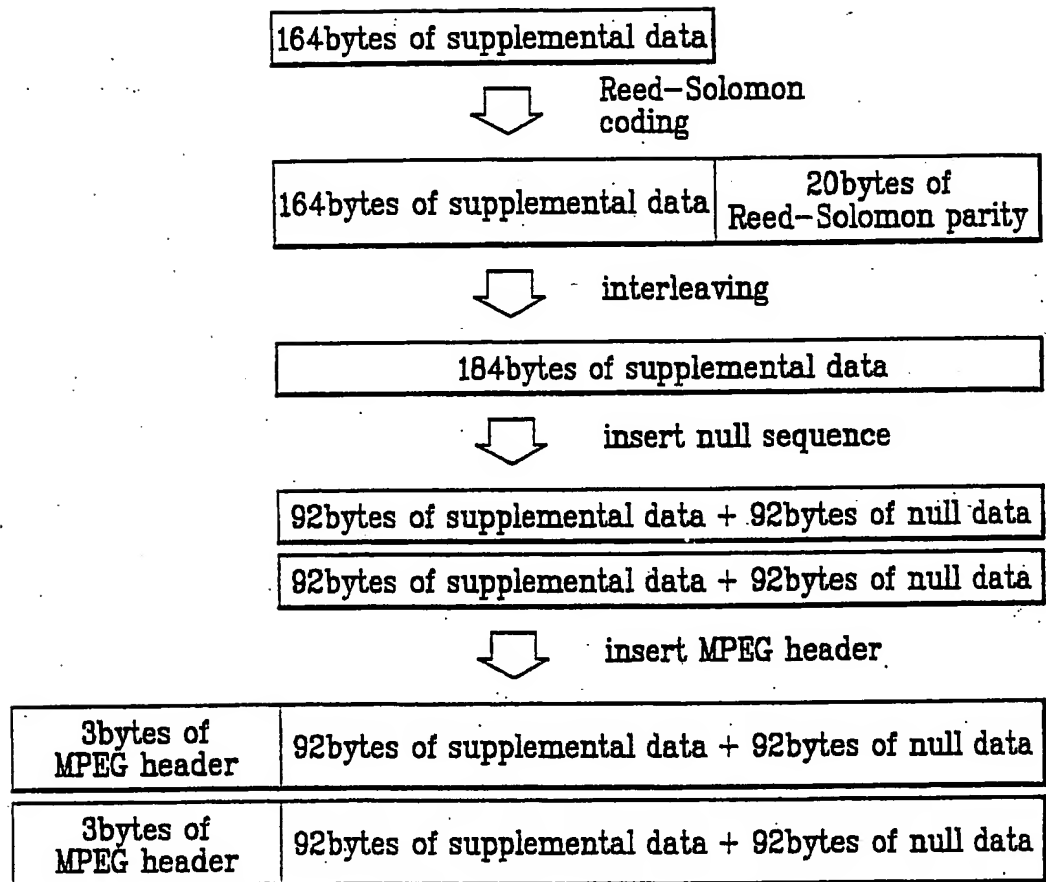 164bytes of supplemental data
Reed-Solomon
coding
164bytes of supplemental data
20bytes of
Reed-Solomon parity
interleaving
184bytes of supplemental data
insert null sequence
92bytes of supplemental data + 92bytes of null data
92bytes of supplemental data + 92bytes of null data
insert MPEG header
3bytes of
MPEG header
92bytes of supplemental data + 92bytes of null data
3bytes of
MPEG header
92bytes of supplemental data + 92bytes of null data